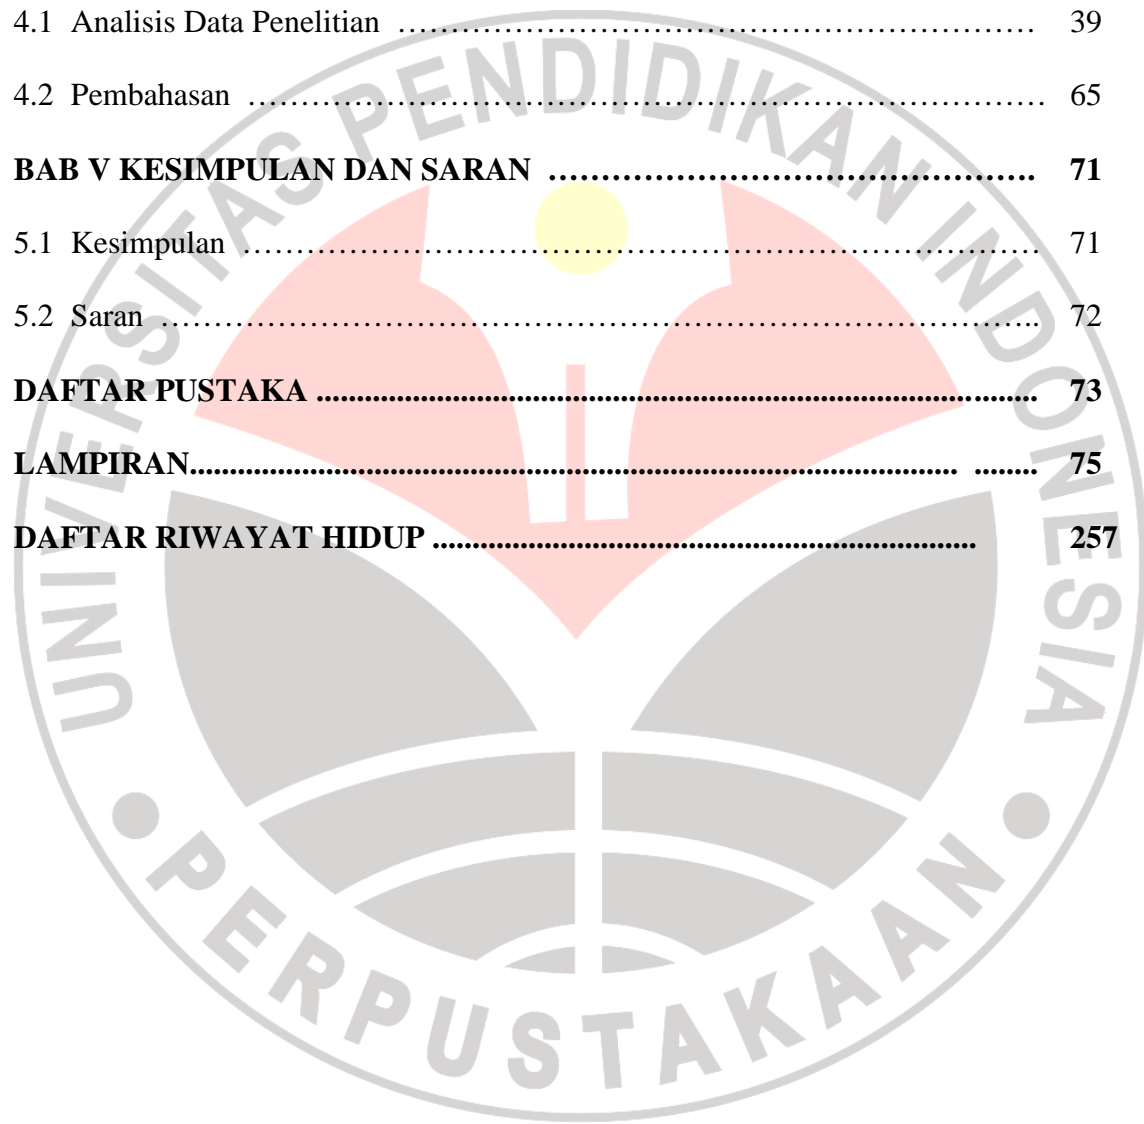 4.1 Analisis Data Penelitian ………………………………………………………… 39
4.2 Pembahasan ………………………………………………………………………… 65
BAB V KESIMPULAN DAN SARAN ………………………………………… 71
5.1 Kesimpulan ………………………………………………………………………… 71
5.2 Saran ……………………………………………………………………………….. 72
DAFTAR PUSTAKA .......................................................................................... 73
LAMPIRAN................................................................................................ ........ 75
DAFTAR RIWAYAT HIDUP .................................................................... 257
UNIVERSITAS PENDIDIKAN INDONESIA
PERPUSTAKAAN